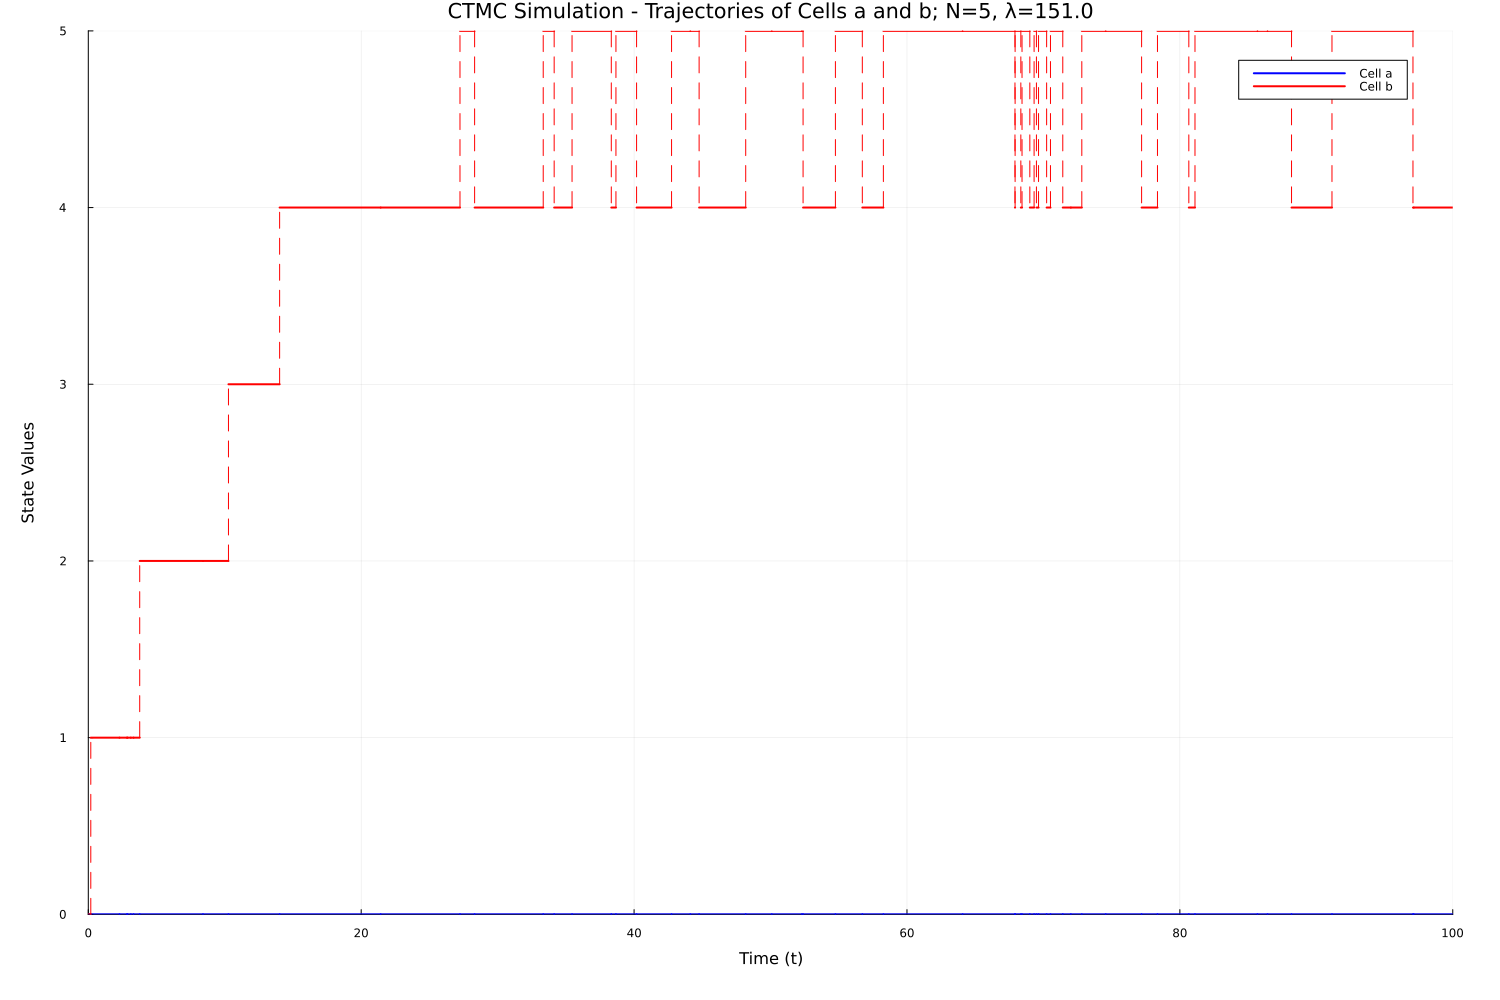 CTMC Simulation - Trajectories of Cells a and b; N=5, λ=151.0
5
Cell a
Cell b
4
3
State Values
2
1
0
0 20 40 60 80 100
Time (t)